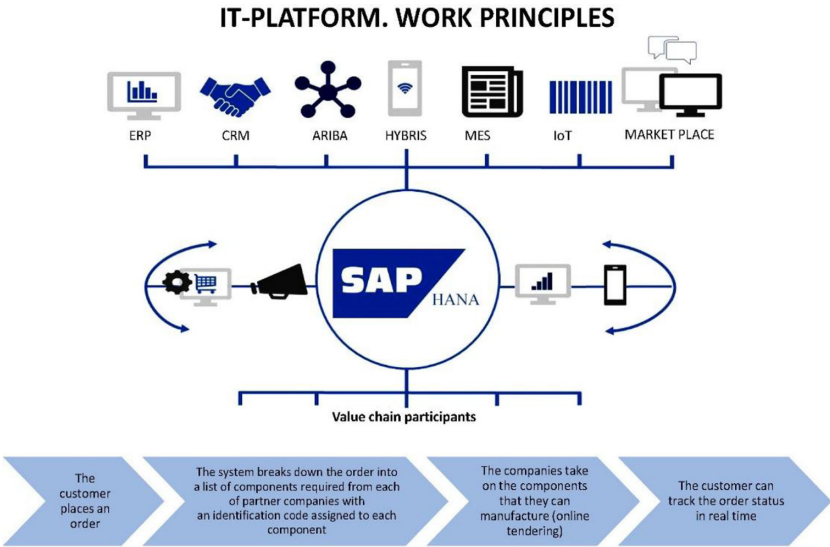 IT-PLATFORM. WORK PRINCIPLES
ERP
CRM
ARIBA
HYBRIS
MES
IoT
MARKET PLACE
SAP
HANA
Value chain participants
The
customer
places an
order
The system breaks down the order into
a list of components required from each
of partner companies with
an identification code assigned to each
component
The companies take
on the components
that they can
manufacture (online
tendering)
The customer can
track the order status
in real time